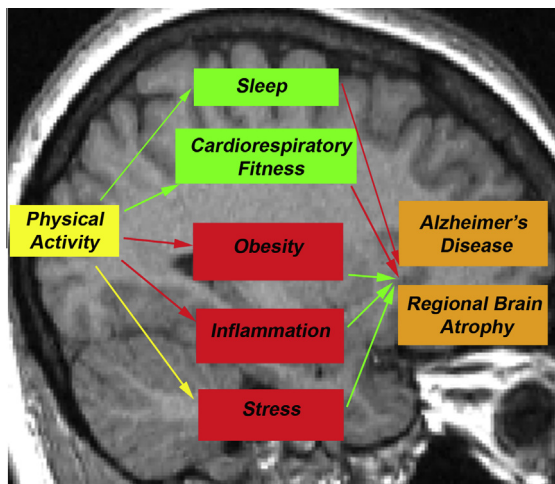 Sleep
Cardiorespiratory
Fitness
Physical
Activity
Obesity
Alzheimer's
Disease
Inflammation
Regional Brain
Atrophy
Stress